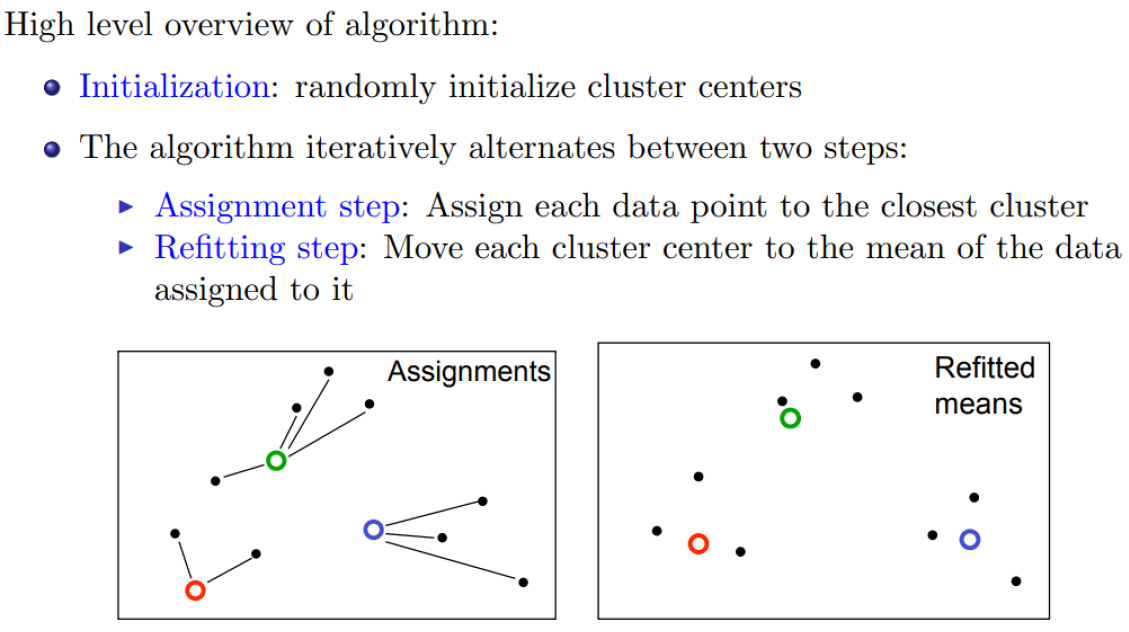 High level overview of algorithm:
Initialization: randomly initialize cluster centers
The algorithm iteratively alternates between two steps:
Assignment step: Assign each data point to the closest cluster
Refitting step: Move each cluster center to the mean of the data
assigned to it
Assignments
Refitted
means